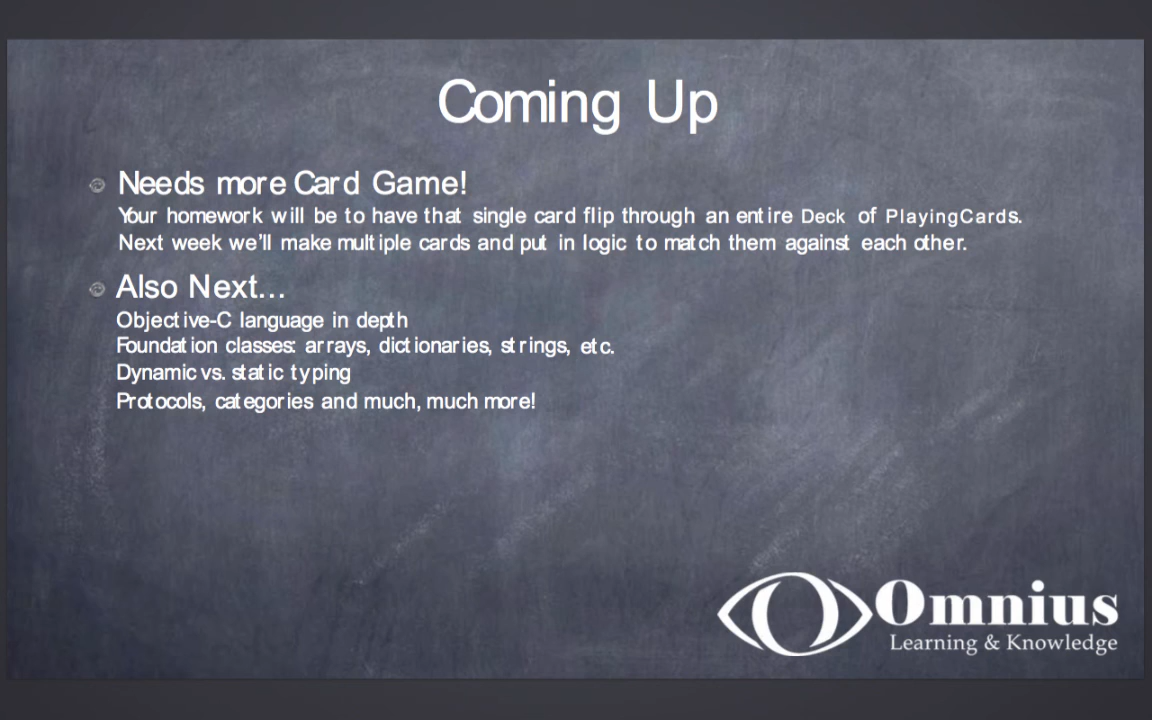 Coming Up
Needs more Card Game!
Your homework will be to have that single card flip through an entire Deck of PlayingCards.
Next week we'll make multiple cards and put in logic to match them against each other.
Also Next...
Objective-C language in depth
Foundation classes: arrays, dictionaries, strings, etc.
Dynamic vs. static typing
Protocols, categories and much, much more!
Omnius
Learning & Knowledge